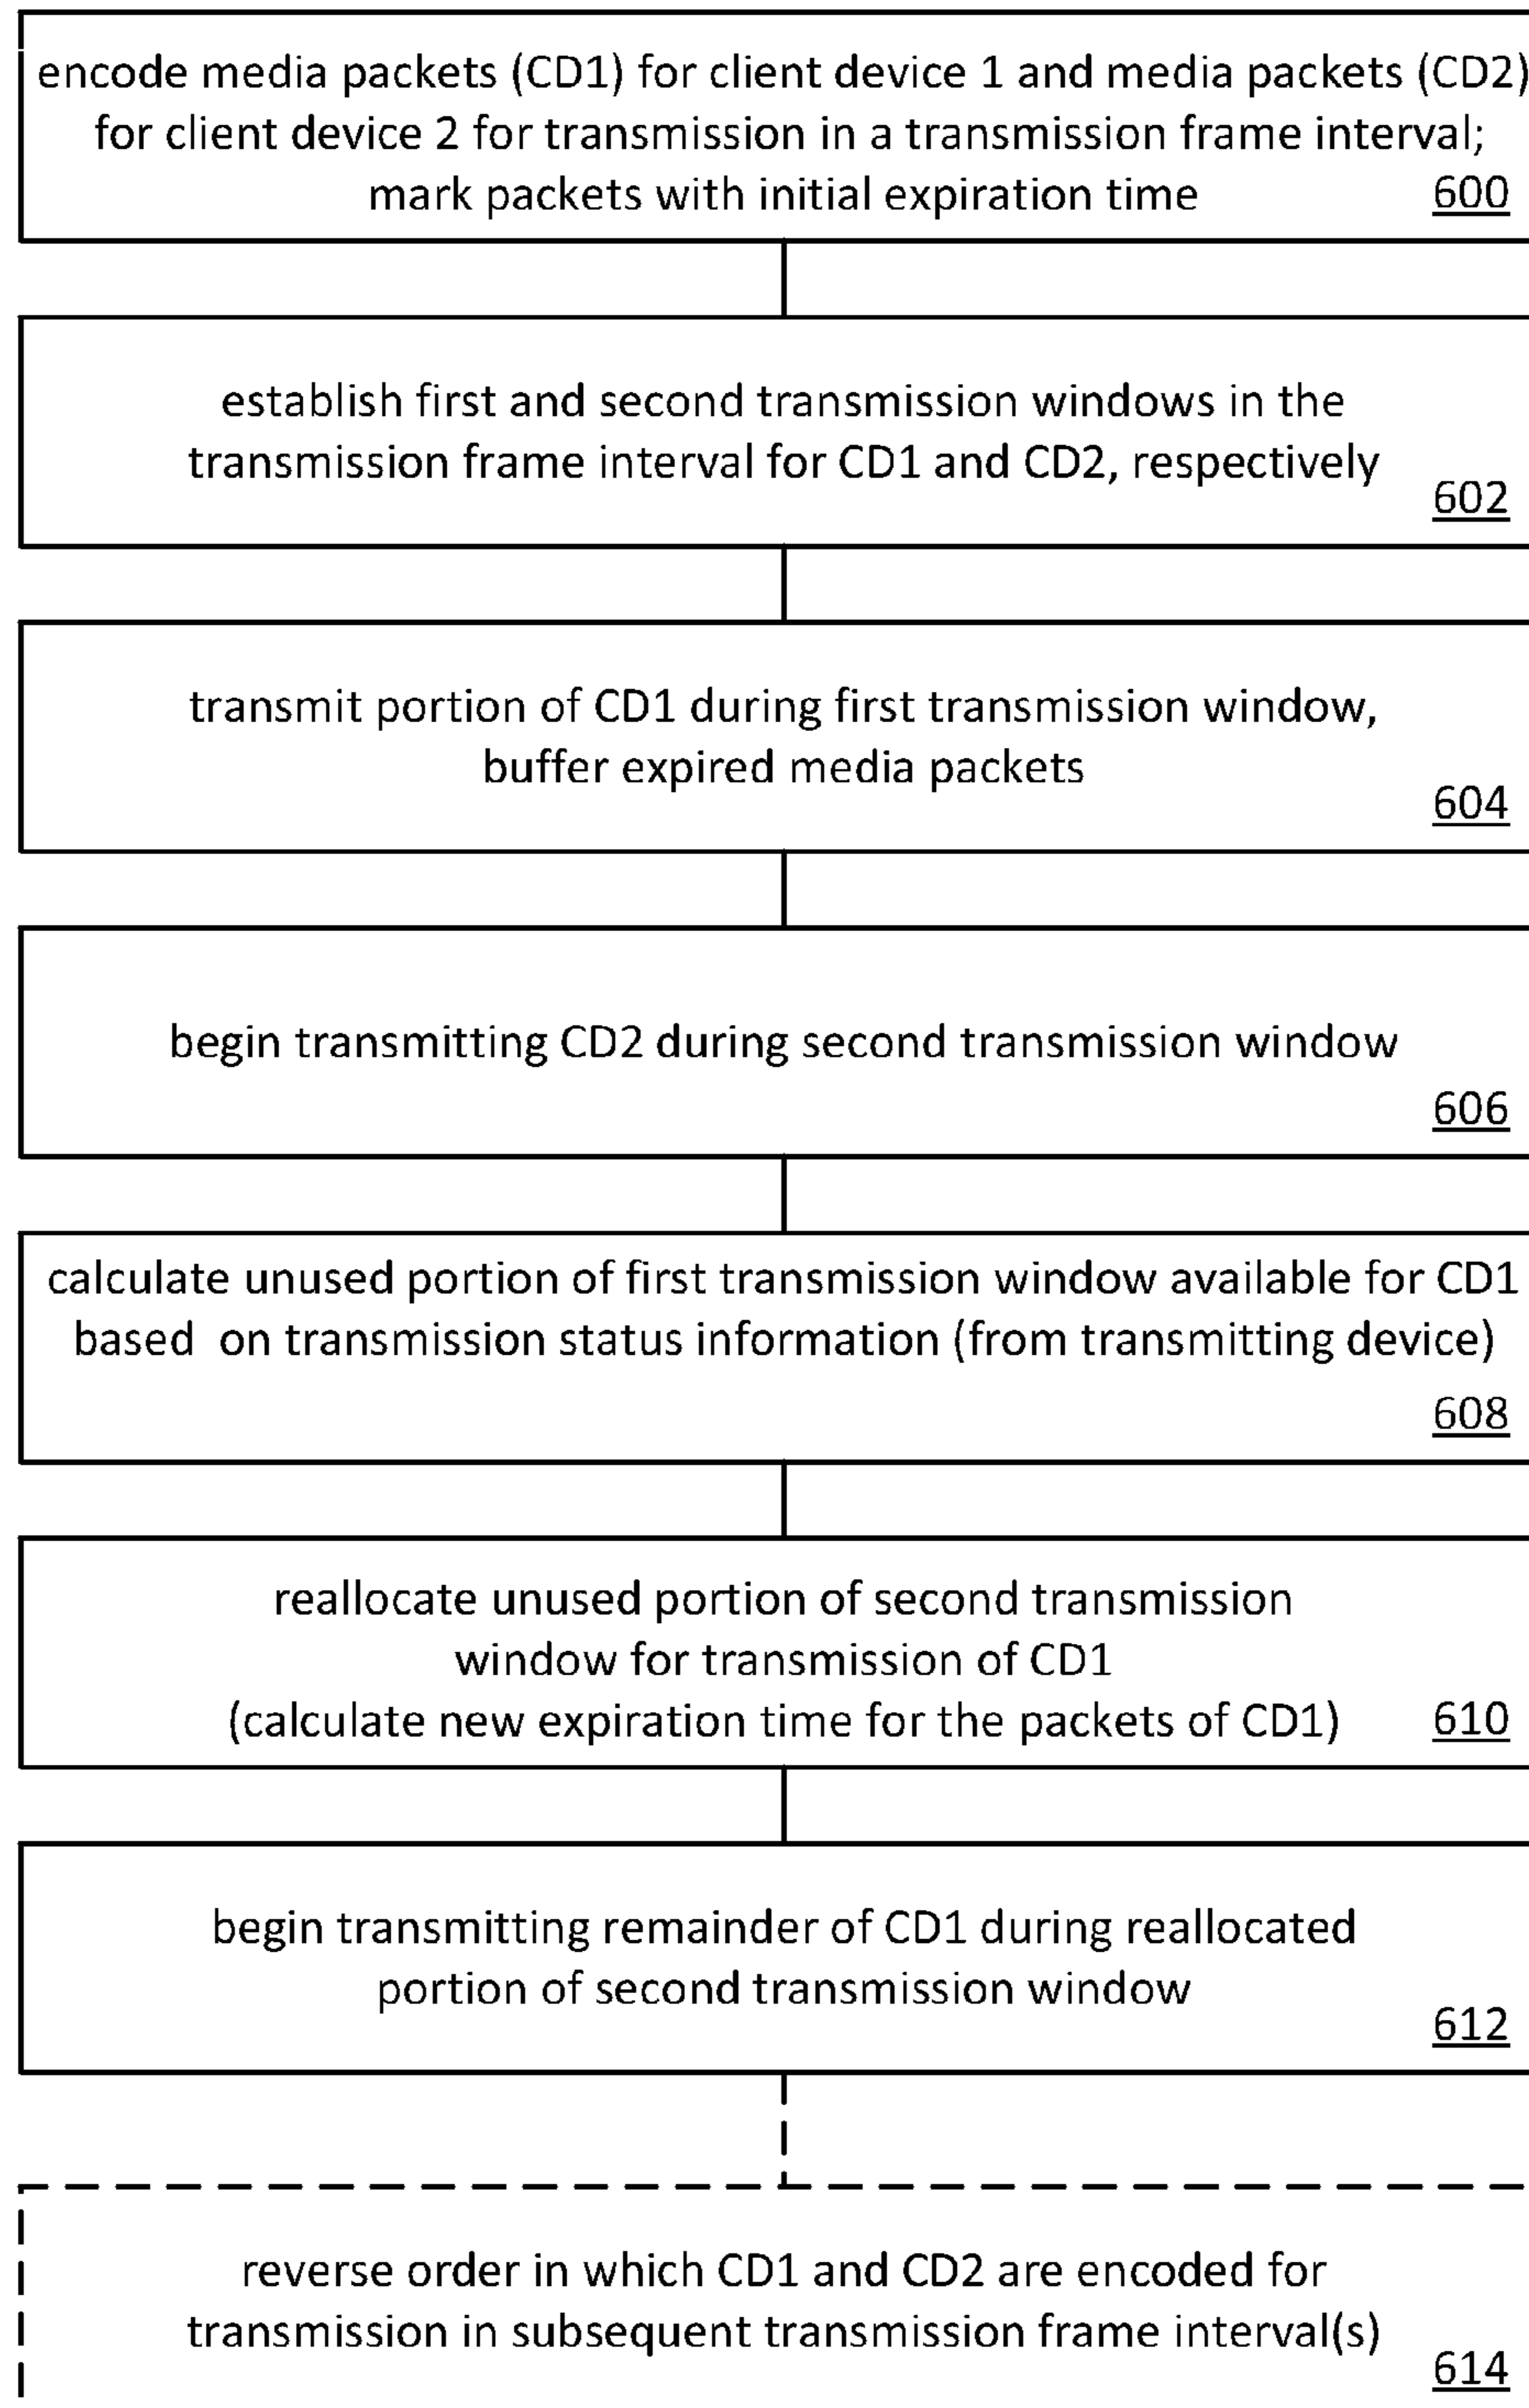 encode media packets (CD1) for client device 1 and media packets (CD2)
for client device 2 for transmission in a transmission frame interval;
mark packets with initial expiration time
600
establish first and second transmission windows in the
transmission frame interval for CD1 and CD2, respectively
602
transmit portion of CD1 during first transmission window,
buffer expired media packets
604
begin transmitting CD2 during second transmission window
606
calculate unused portion of first transmission window available for CD1
based on transmission status information (from transmitting device)
608
reallocate unused portion of second transmission
window for transmission of CD1
(calculate new expiration time for the packets of CD1)
610
begin transmitting remainder of CD1 during reallocated
portion of second transmission window
612
reverse order in which CD1 and CD2 are encoded for
transmission in subsequent transmission frame interval(s)
614